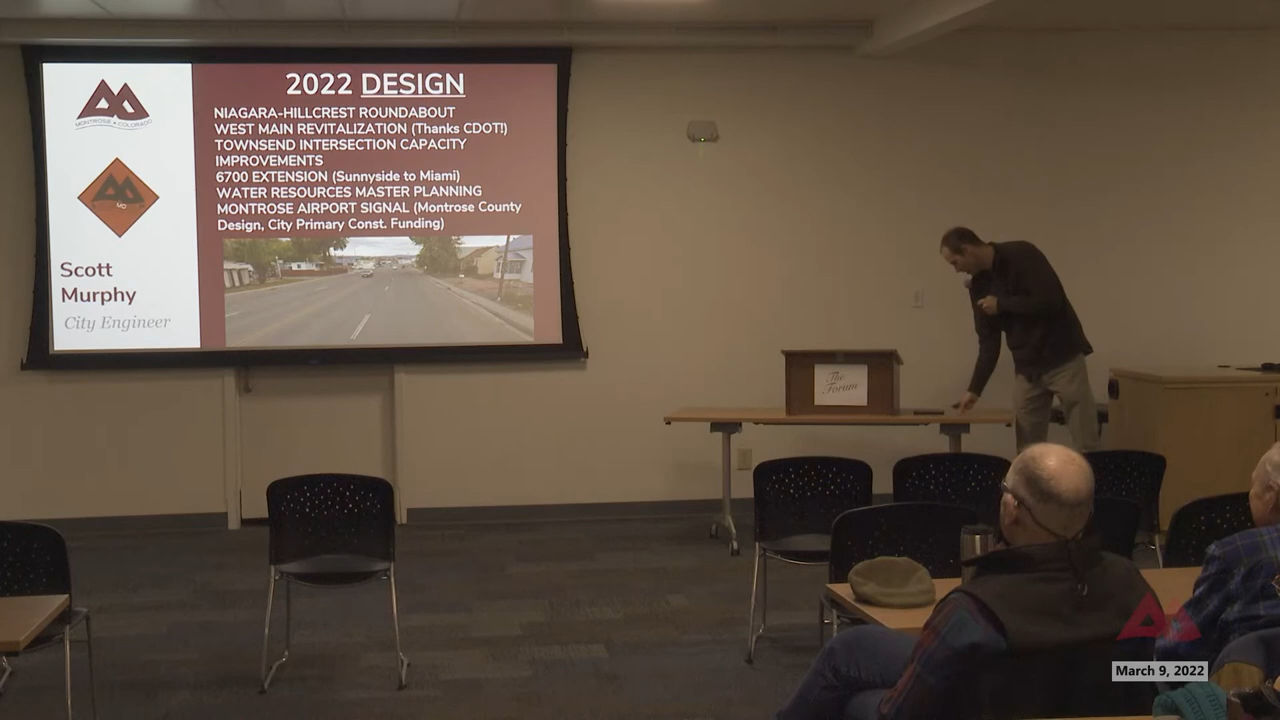 2022 DESIGN
NIAGARA-HILLCREST ROUNDABOUT
WEST MAIN REVITALIZATION (Thanks CDOT!)
TOWNSEND INTERSECTION CAPACITY
IMPROVEMENTS
6700 EXTENSION (Sunnyside to Miami)
WATER RESOURCES MASTER PLANNING
MONTROSE AIRPORT SIGNAL (Montrose County
Design, City Primary Const. Funding)
MONTROSE • COLORADO
Scott
Murphy
City Engineer
The
Forum
March 9, 2022